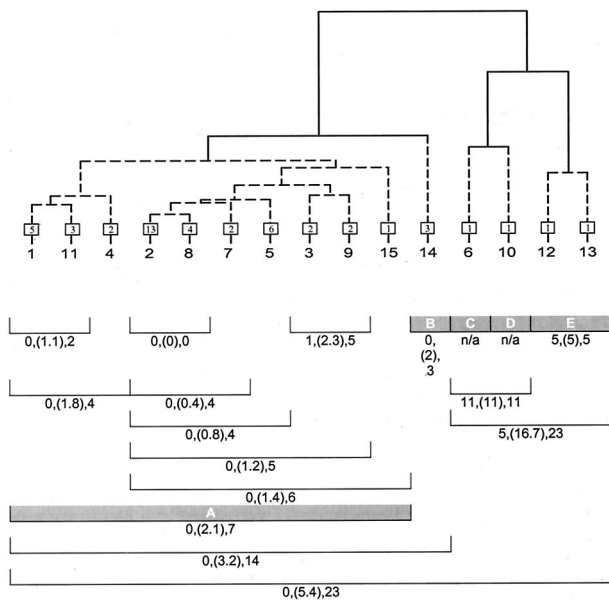 5 3 2 13 4 2 6 2 2 1 3 1 1 1 1
1 11 4 2 8 7 5 3 9 15 14 6 10 12 13
B C D E
0,(1.1),2 0,(0),0 1,(2.3),5 0, n/a n/a 5,(5),5
(2),
3
0,(1.8),4 0,(0.4),4 11,(11),11
0,(0.8),4 5,(16.7),23
0,(1.2),5
0,(1.4),6
A
0,(2.1),7
0,(3.2),14
0,(5.4),23